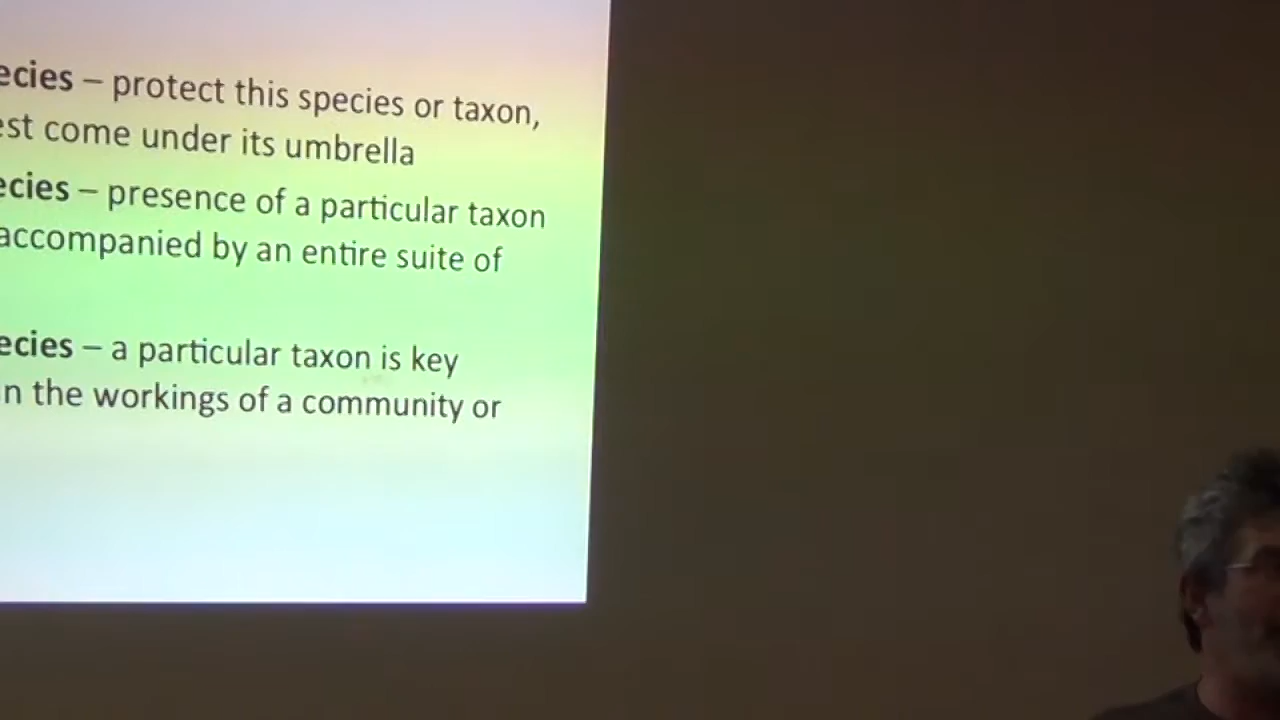 ecies – protect this species or taxon,
est come under its umbrella
ecies – presence of a particular taxon
accompanied by an entire suite of
ecies – a particular taxon is key
n the workings of a community or